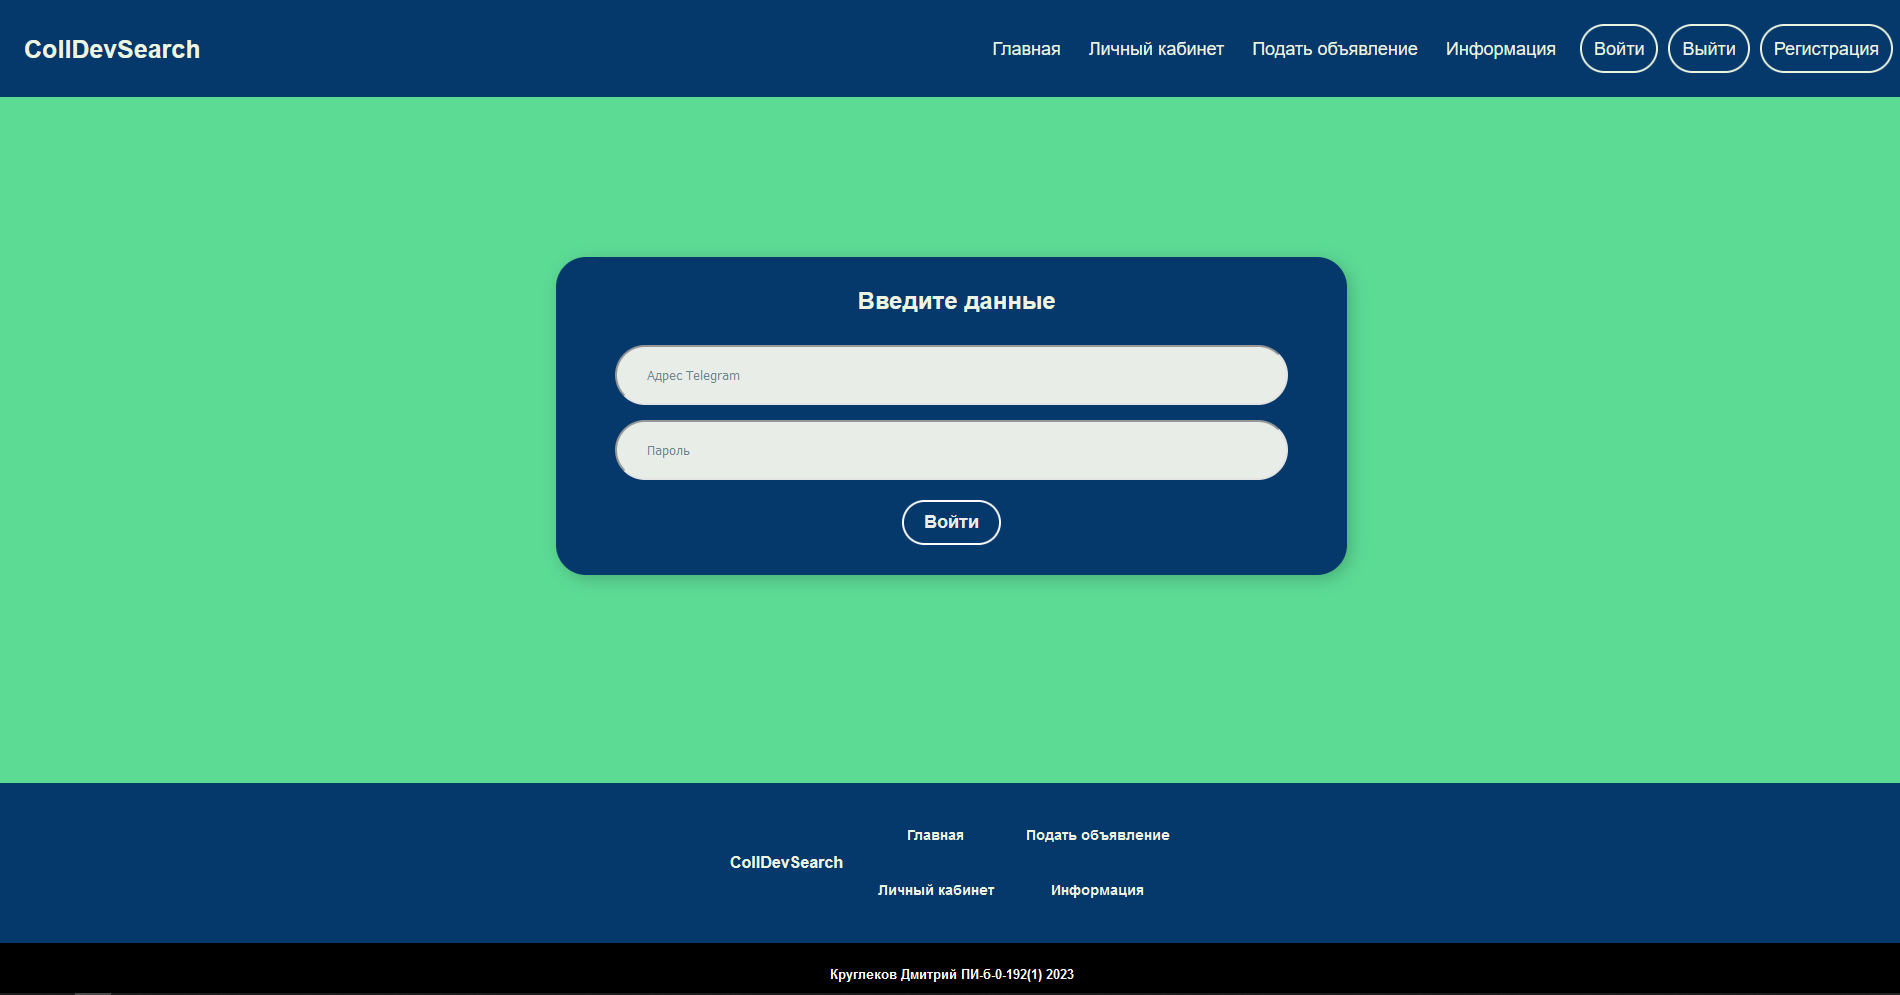 CollDevSearch
Главная Личный кабинет Подать объявление Информация Войти Выйти Регистрация
Введите данные
Адрес Telegram
Пароль
Войти
CollDevSearch
Главная Подать объявление
Личный кабинет Информация
Круглеков Дмитрий ПИ-б-0-192(1) 2023